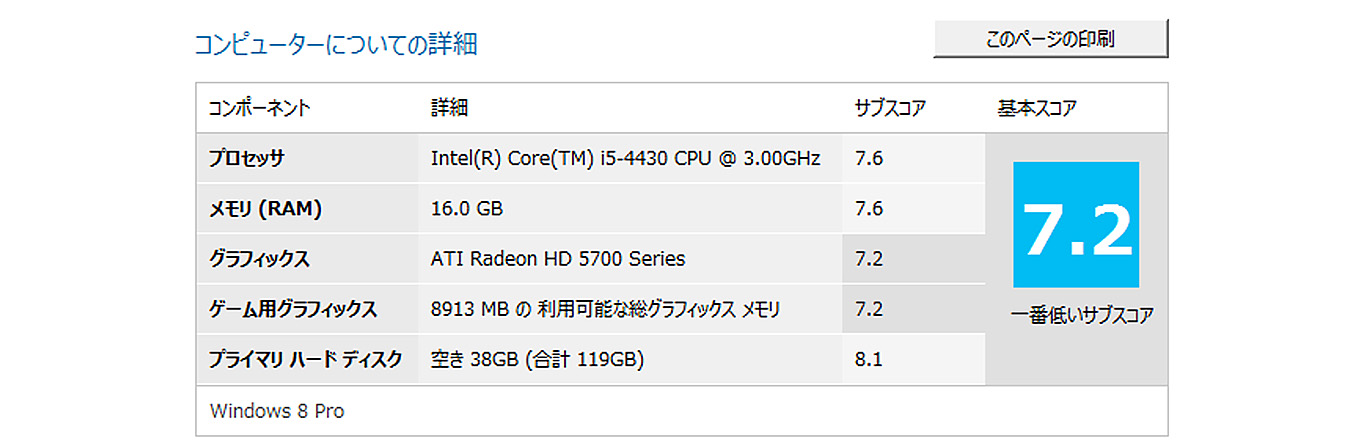 コンピューターについての詳細
このページの印刷
コンポーネント 詳細 サブスコア 基本スコア
プロセッサ Intel(R) Core(TM) i5-4430 CPU @ 3.00GHz 7.6
メモリ (RAM) 16.0 GB 7.6
7.2
グラフィックス ATI Radeon HD 5700 Series 7.2
ゲーム用グラフィックス 8913 MB の 利用可能な総グラフィックス メモリ 7.2
一番低いサブスコア
プライマリ ハード ディスク 空き 38GB (合計 119GB) 8.1
Windows 8 Pro